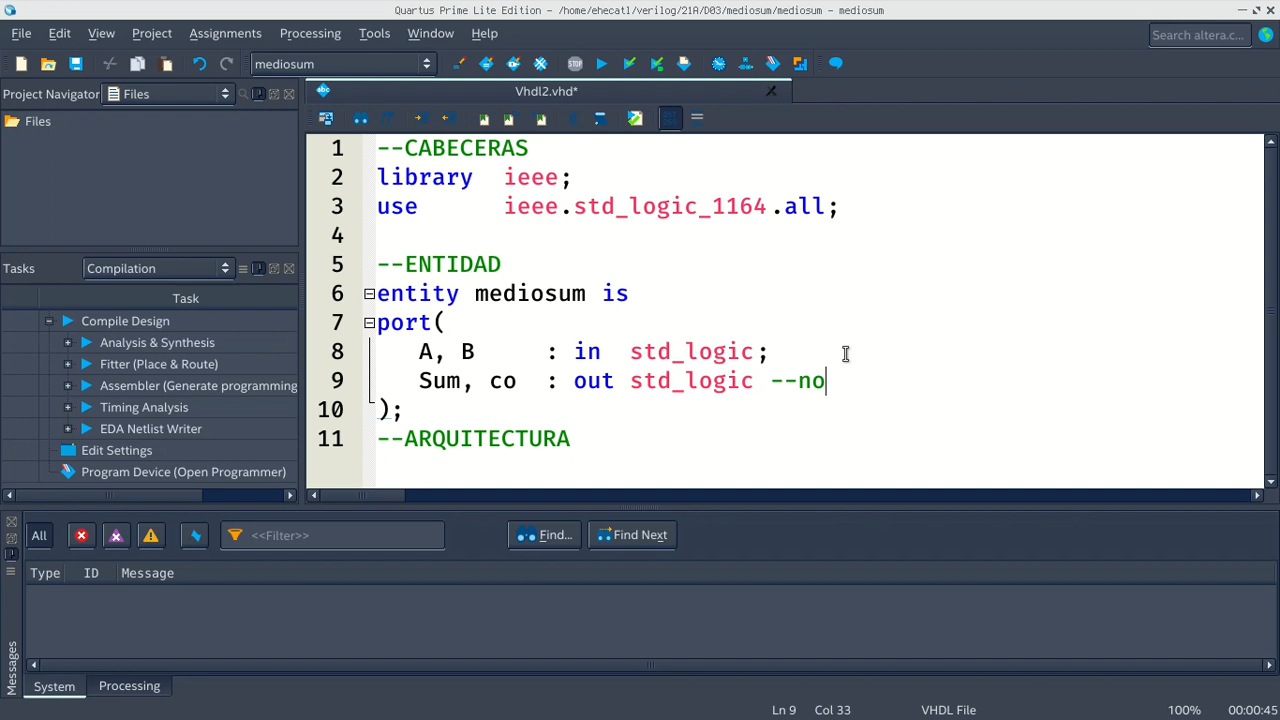 Quartus Prime Lite Edition - /home/ehecatl/verilog/21A/D03/mediosum/mediosum - mediosum
File Edit View Project Assignments Processing Tools Window Help
Search altera.c...
mediosum
Project Navigator Files
Vhdl2.vhd*
Files
1 --CABECERAS
2 library ieee;
3 use ieee.std_logic_1164.all;
4
5 --ENTIDAD
6 entity mediosum is
7 port(
8 A, B : in std_logic;
9 Sum, co : out std_logic --no
10 );
11 --ARQUITECTURA
Tasks Compilation
Task
Compile Design
Analysis & Synthesis
Fitter (Place & Route)
Assembler (Generate programming
Timing Analysis
EDA Netlist Writer
Edit Settings
Program Device (Open Programmer)
All <<Filter>> Find... Find Next
Type ID Message
Messages
System Processing
Ln 9 Col 33 VHDL File 100% 00:00:45